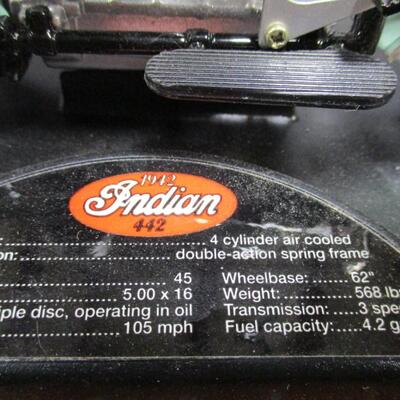 1942
Indian
442
4 cylinder air cooled
double-action spring frame
45 Wheelbase: 62"
5.00 x 16 Weight: 568
disc, operating in oil Transmission: 3
105 mph Fuel capacity: 4.2